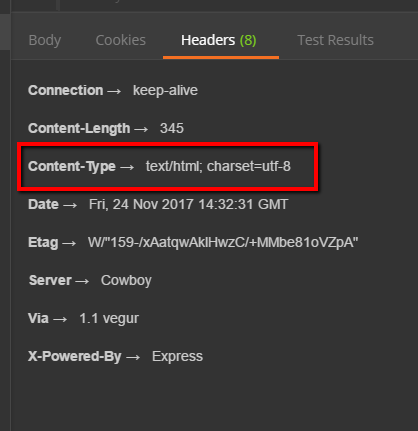 Body Cookies Headers (8) Test Results
Connection → keep-alive
Content-Length → 345
Content-Type → text/html; charset=utf-8
Date → Fri, 24 Nov 2017 14:32:31 GMT
Etag → W/"159-/xAatqwAkIHwzC/+MMbe81oVZpA"
Server → Cowboy
Via → 1.1 vegur
X-Powered-By → Express